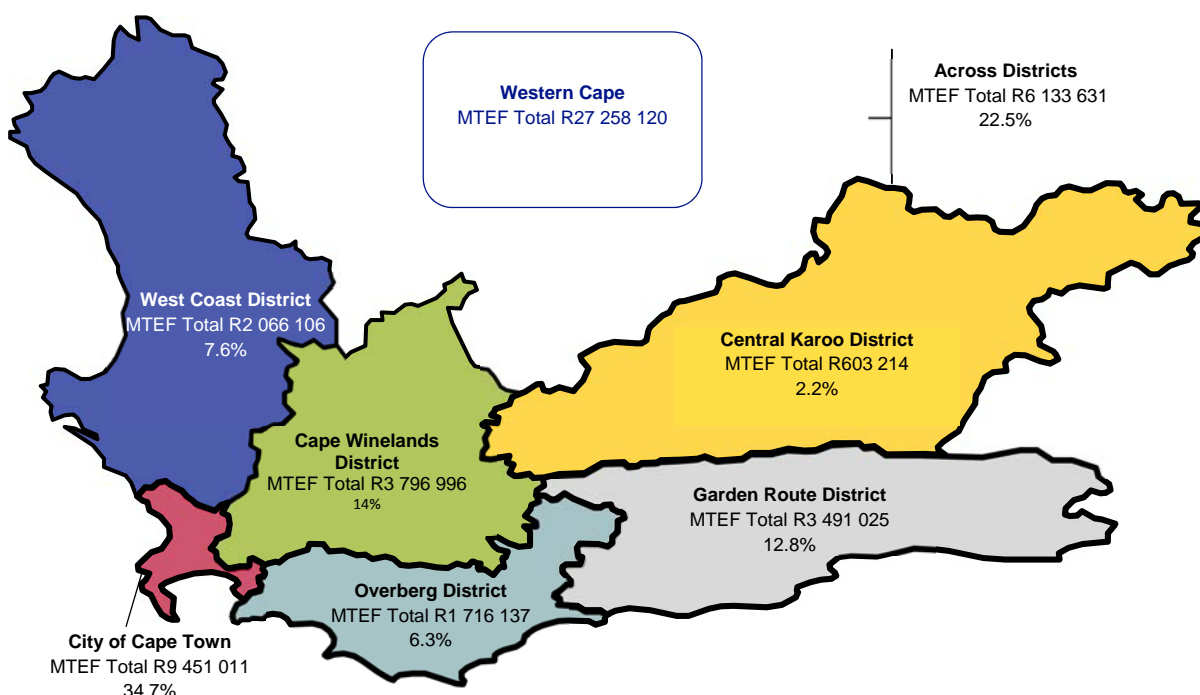 Western Cape
MTEF Total R27 258 120
Across Districts
MTEF Total R6 133 631
22.5%
West Coast District
MTEF Total R2 066 106
7.6%
Central Karoo District
MTEF Total R603 214
2.2%
Cape Winelands
District
MTEF Total R3 796 996
14%
Garden Route District
MTEF Total R3 491 025
12.8%
Overberg District
MTEF Total R1 716 137
6.3%
City of Cape Town
MTEF Total R9 451 011
34.7%